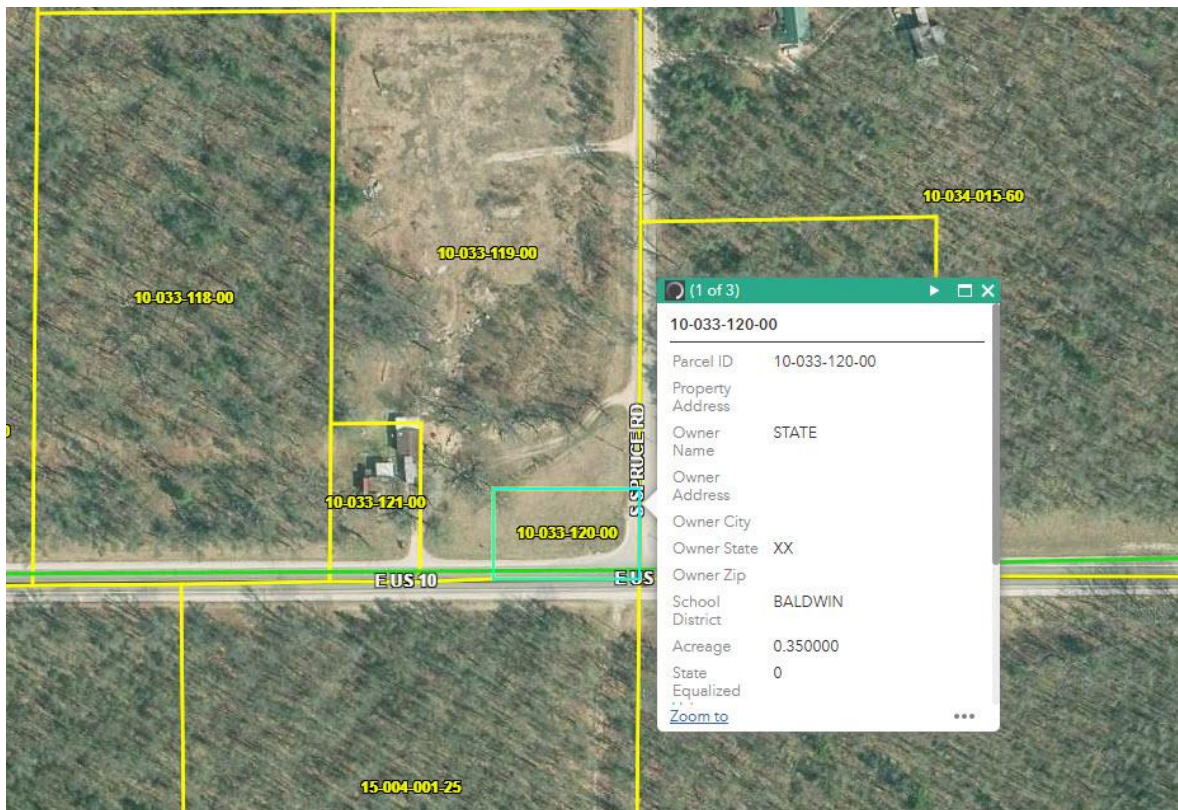 10-034-015-60
10-033-119-00
10-033-118-00
(1 of 3)
10-033-120-00
Parcel ID 10-033-120-00
Property
Address
Owner STATE
Name
Owner
Address
Owner City
Owner State XX
Owner Zip
School BALDWIN
District
Acreage 0.350000
State 0
Equalized
Zoom to
S SPRUCE RD
10-033-121-00
10-033-120-00
E US 10
E US
15-004-001-25